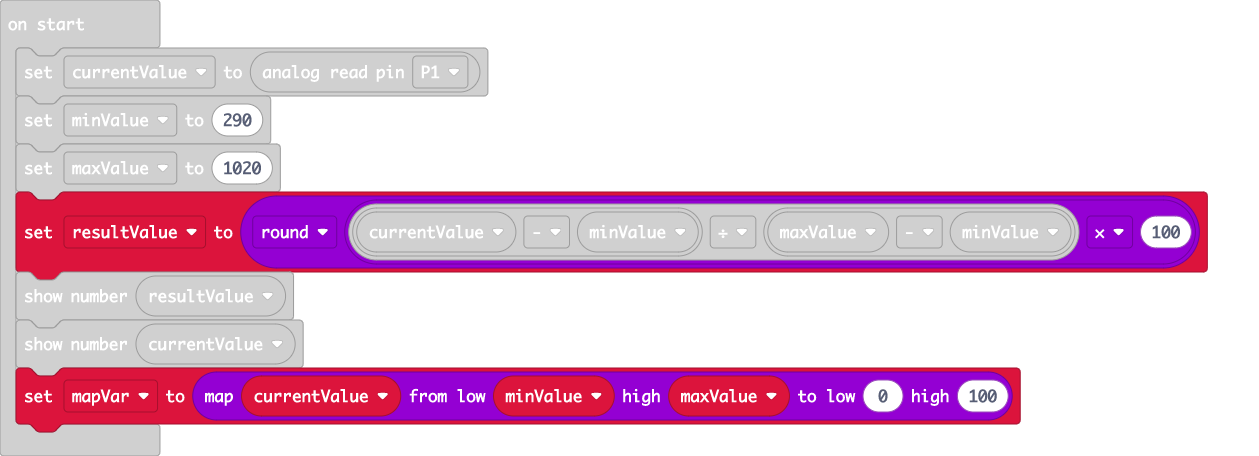 on start
set currentValue to analog read pin P1
set minValue to 290
set maxValue to 1020
set resultValue to round currentValue - minValue ÷ maxValue - minValue × 100
show number resultValue
show number currentValue
set mapVar to map currentValue from low minValue high maxValue to low 0 high 100